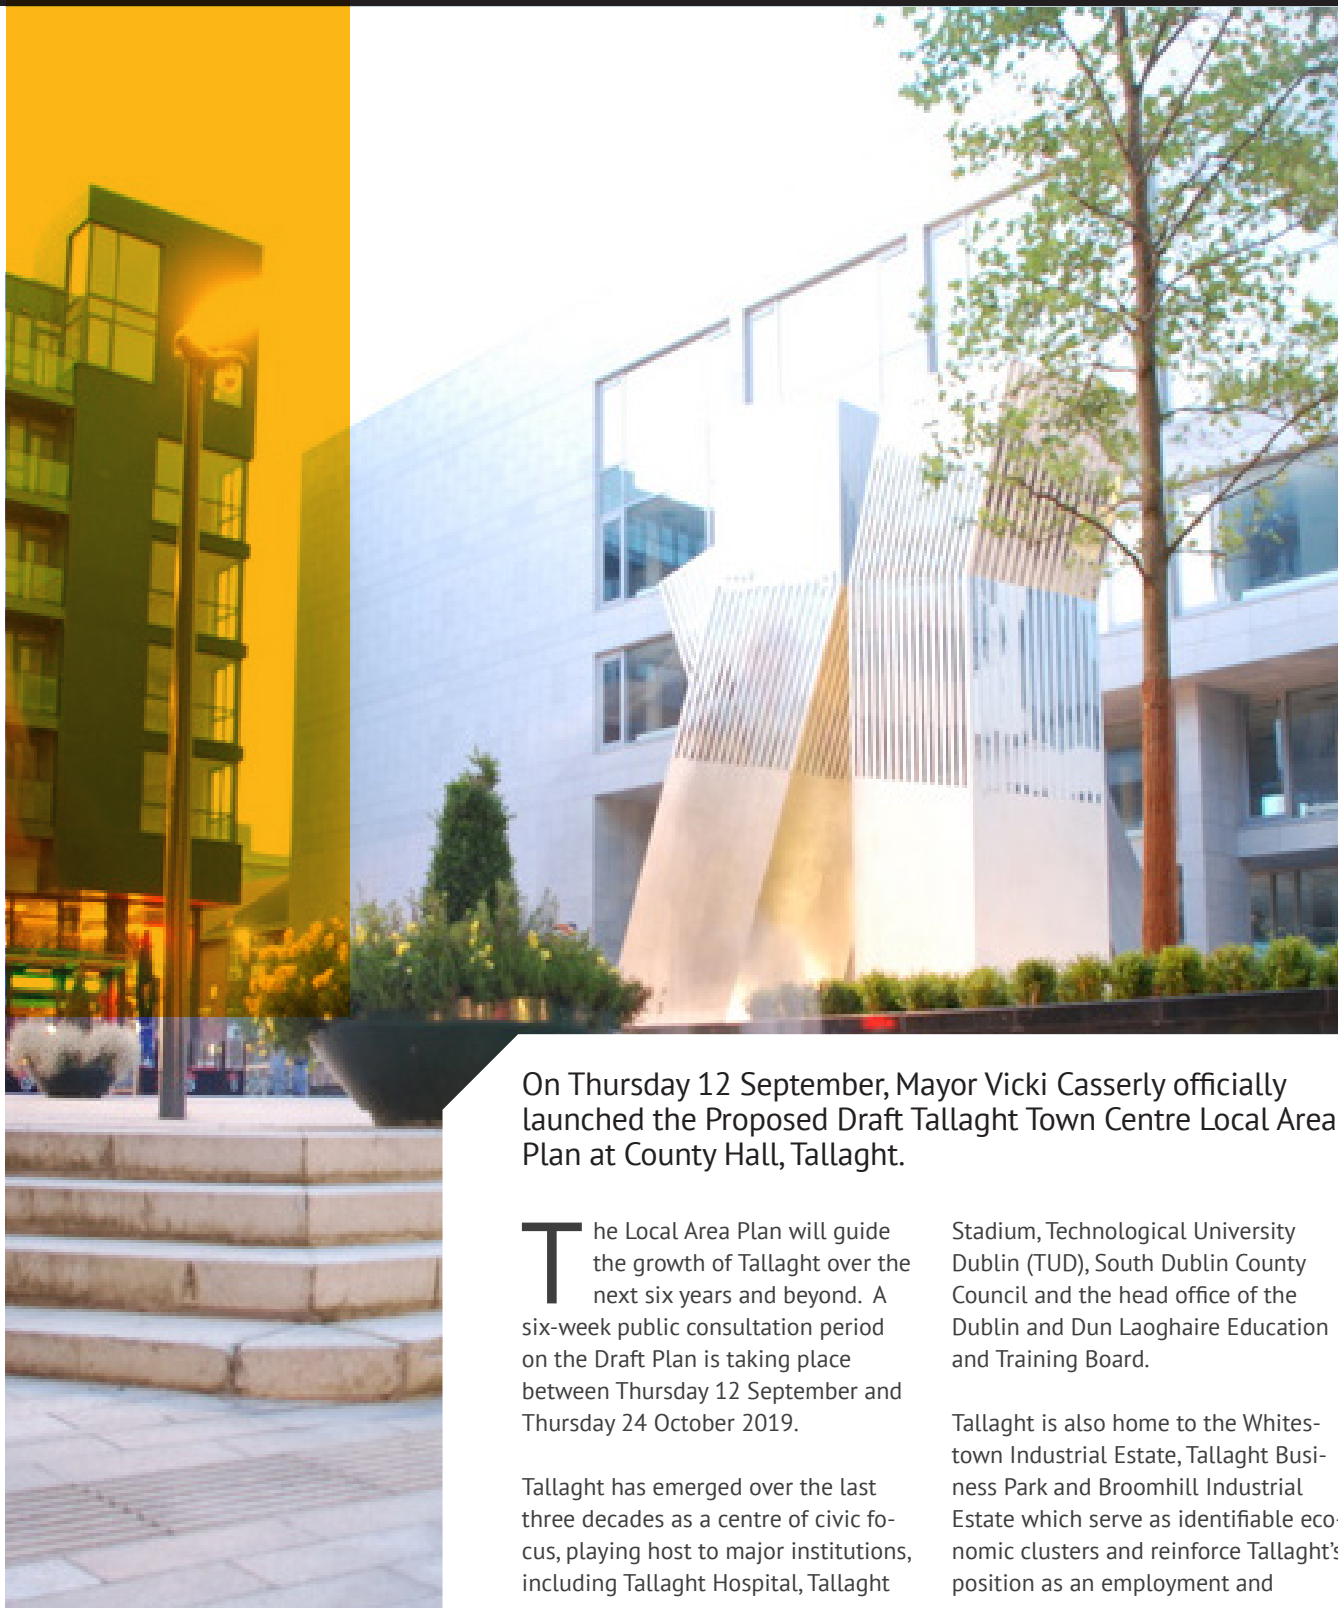 On Thursday 12 September, Mayor Vicki Casserly officially
launched the Proposed Draft Tallaght Town Centre Local Area
Plan at County Hall, Tallaght.
The Local Area Plan will guide
the growth of Tallaght over the
next six years and beyond.  A
six-week public consultation period
on the Draft Plan is taking place
between Thursday 12 September and
Thursday 24 October 2019.
Tallaght has emerged over the last
three decades as a centre of civic fo-
cus, playing host to major institutions,
including Tallaght Hospital, Tallaght
Stadium, Technological University
Dublin (TUD), South Dublin County
Council and the head office of the
Dublin and Dun Laoghaire Education
and Training Board.
Tallaght is also home to the Whites-
town Industrial Estate, Tallaght Busi-
ness Park and Broomhill Industrial
Estate which serve as identifiable eco-
nomic clusters and reinforce Tallaght’s
position as an employment and